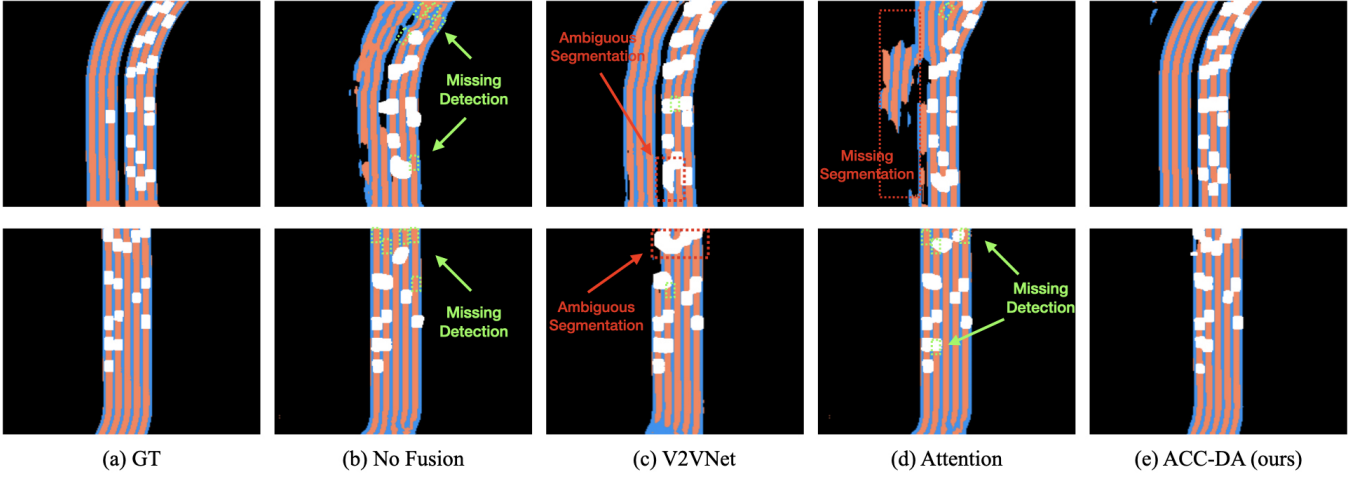 Missing
Detection
Ambiguous
Segmentation
Missing
Segmentation
Missing
Detection
Ambiguous
Segmentation
Missing
Detection
(a) GT
(b) No Fusion
(c) V2VNet
(d) Attention
(e) ACC-DA (ours)